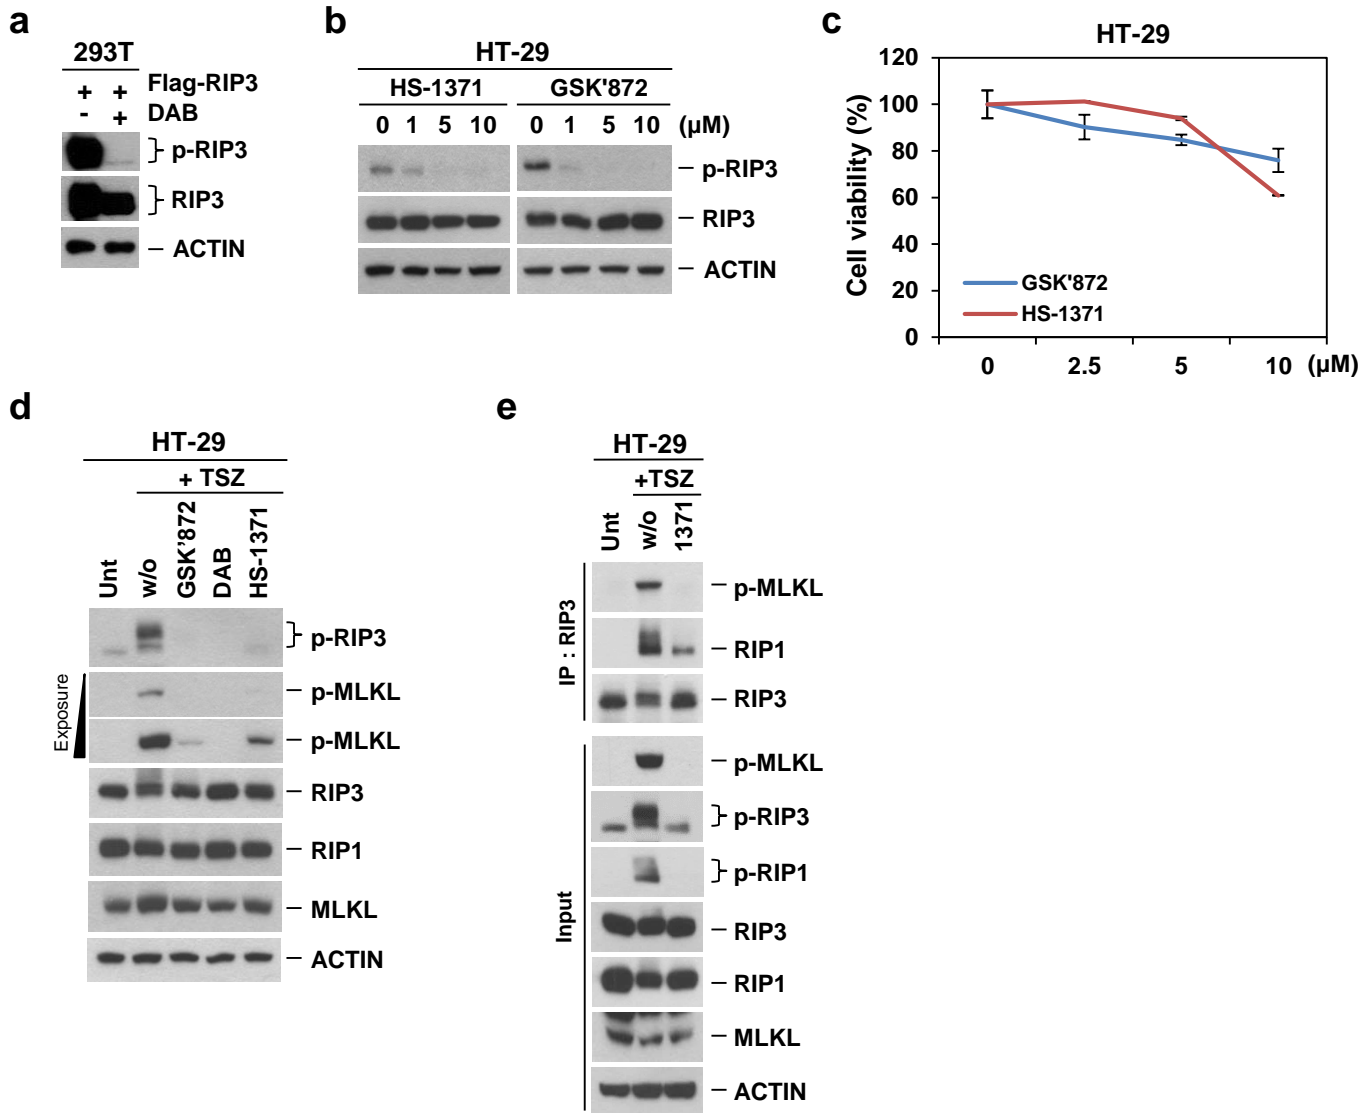 a
293T
+ + Flag-RIP3
- + DAB
p-RIP3
RIP3
ACTIN
b
HT-29
HS-1371 GSK'872
0 1 5 10 0 1 5 10 (µM)
p-RIP3
RIP3
ACTIN
c
HT-29
Cell viability (%)
120
100
80
60
40
20
0
GSK'872
HS-1371
0 2.5 5 10 (µM)
d
HT-29
+ TSZ
Unt w/o GSK'872 DAB HS-1371
p-RIP3
Exposure
p-MLKL
p-MLKL
RIP3
RIP1
MLKL
ACTIN
e
HT-29
+TSZ
Unt w/o 1371
IP : RIP3
p-MLKL
RIP1
RIP3
Input
p-MLKL
p-RIP3
p-RIP1
RIP3
RIP1
MLKL
ACTIN